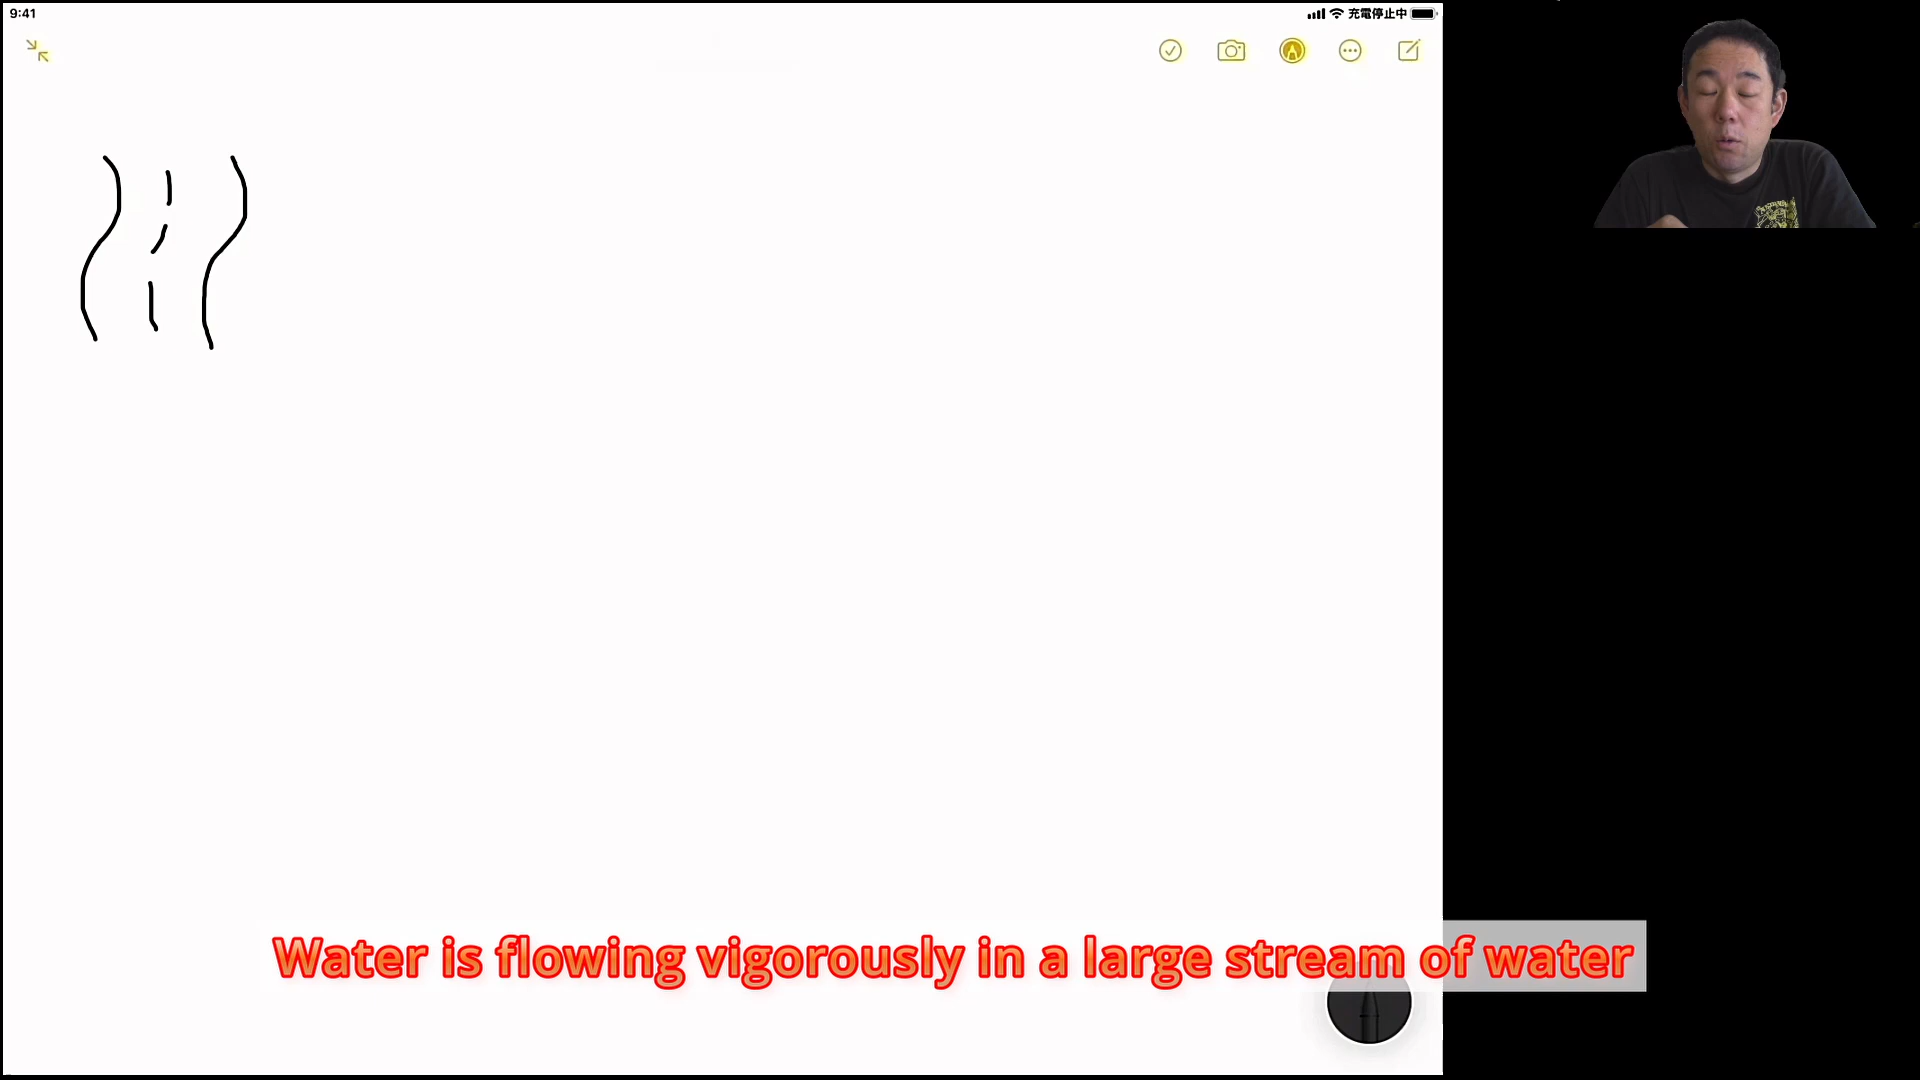 9:41
充電停止中
Water is flowing vigorously in a large stream of water